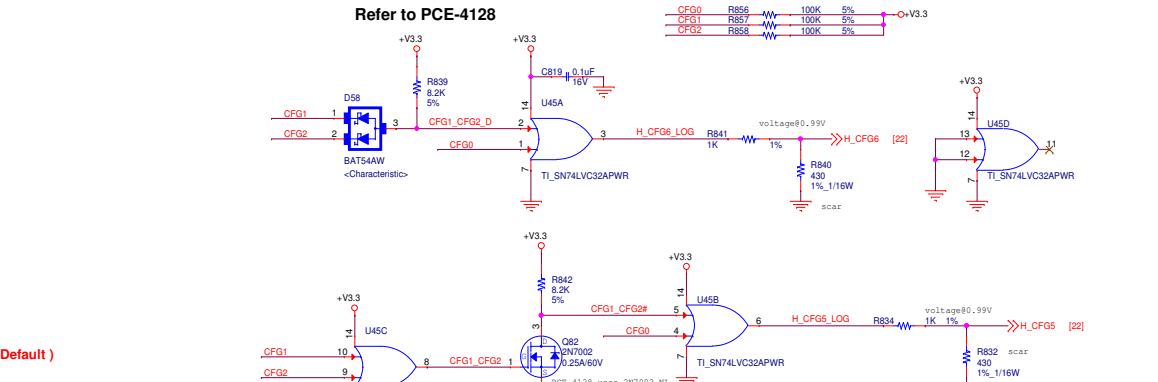 Refer to PCE-4128
CFG0 R856 100K 5%
CFG1 R857 100K 5% +V3.3
CFG2 R858 100K 5%
+V3.3 +V3.3
C819 0.1uF
16V
R839
8.2K
5%
+V3.3
D58
14 U45A
14 U45D
CFG1 1
3 CFG1_CFG2_D 2
CFG2 2
CFG0 1
3 H_CFG6_LOG R841 1K 1%
voltage@0.99V
H_CFG6 [22]
13
12
11
BAT54AW
<Characteristic>
7 TI_SN74LVC32APWR
R840
430
1%_1/16W
scar
7 TI_SN74LVC32APWR
+V3.3
R842
8.2K
5%
+V3.3
14 U45B
+V3.3
14 U45C
CFG1_CFG2# 5
CFG0 4
6 H_CFG5_LOG R834 1K 1%
voltage@0.99V
H_CFG5 [22]
3
D
Q82
2N7002
0.25A/60V
Default )
CFG1 10
CFG2 9
8 CFG1_CFG2 1
7 TI_SN74LVC32APWR
R832
430
1%_1/16W
scar